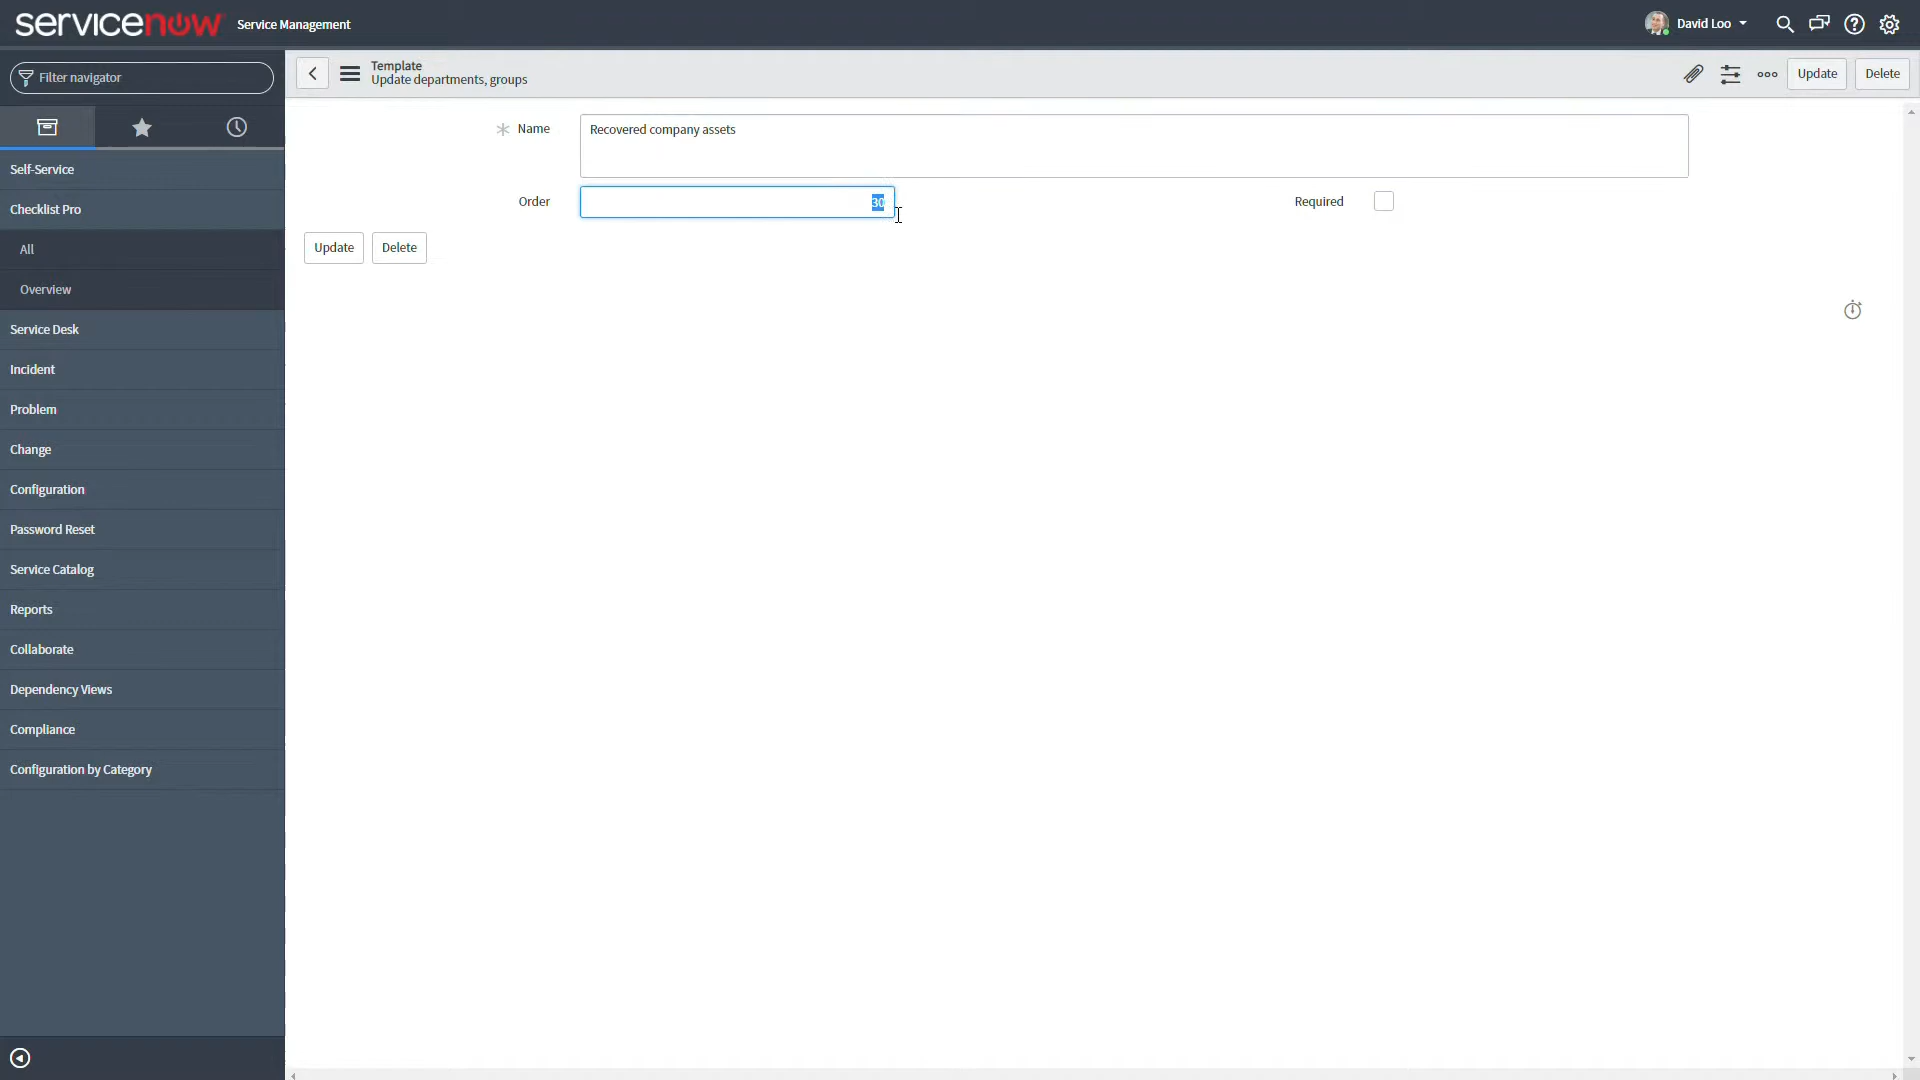 servicenow Service Management
David Loo
Filter navigator
Template
Update departments, groups
Update Delete
Name Recovered company assets
Order 30 Required
Update Delete
Self-Service
Checklist Pro
All
Overview
Service Desk
Incident
Problem
Change
Configuration
Password Reset
Service Catalog
Reports
Collaborate
Dependency Views
Compliance
Configuration by Category